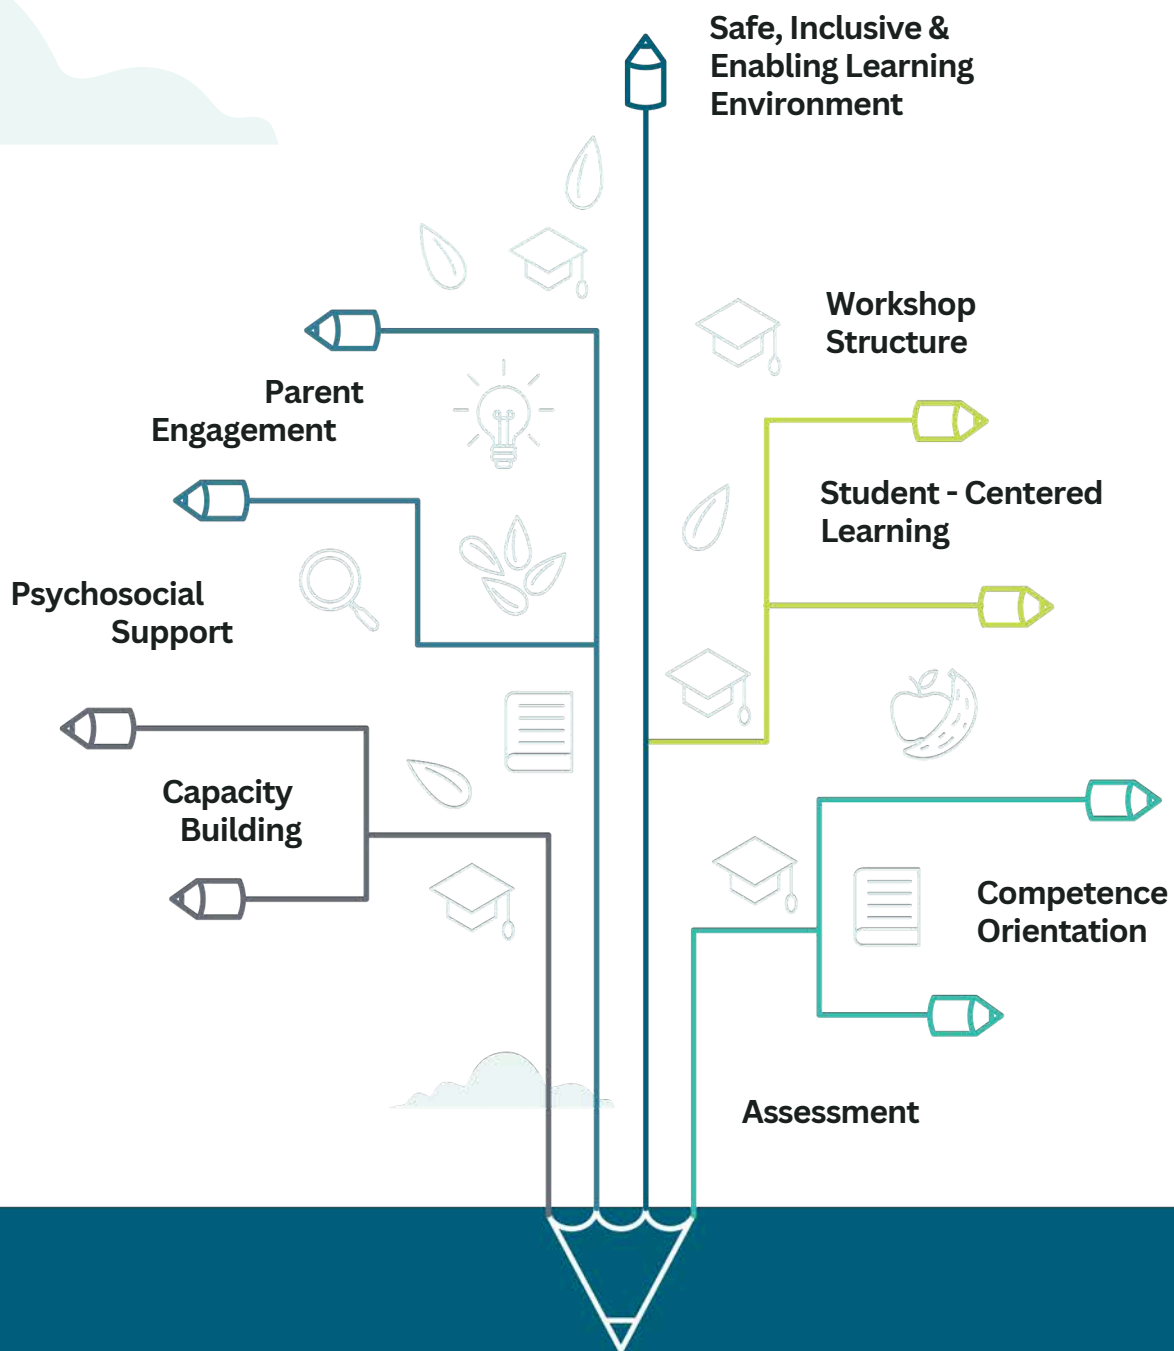 Safe, Inclusive &
Enabling Learning
Environment
Workshop
Structure
Parent
Engagement
Student - Centered
Learning
Psychosocial
Support
Capacity
Building
Competence
Orientation
Assessment